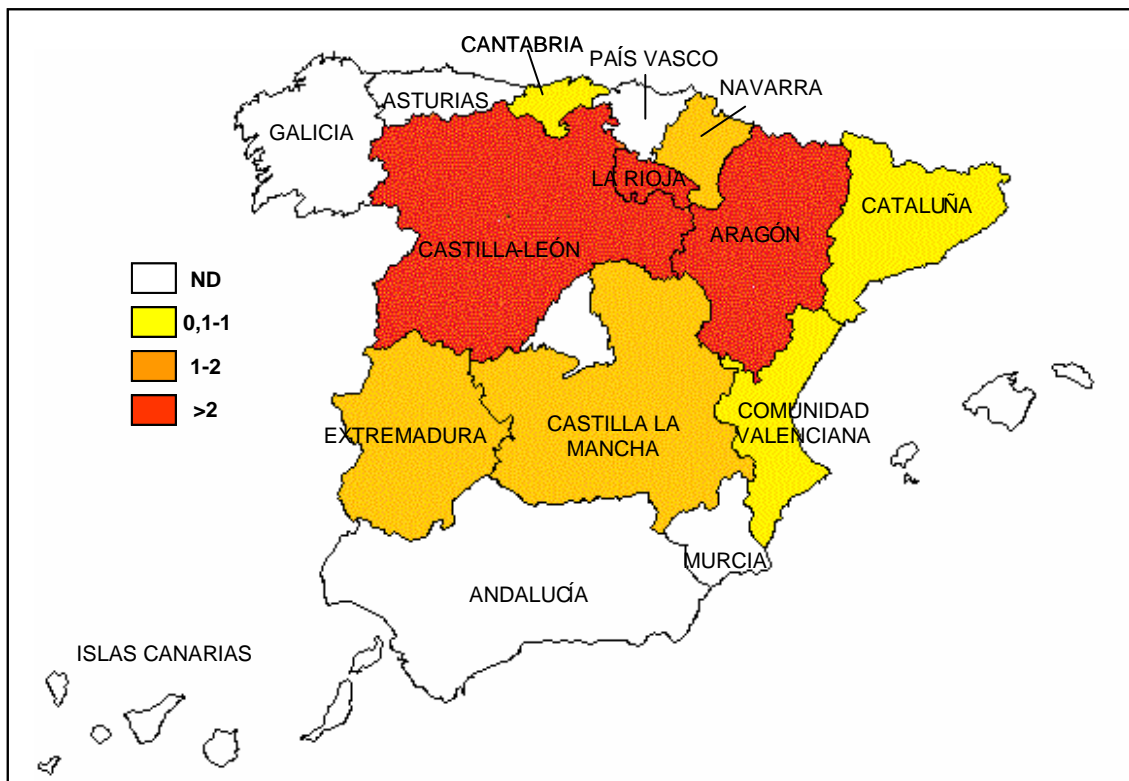 CANTABRIA
PAÍS VASCO
NAVARRA
ASTURIAS
GALICIA
LA RIOJA
CATALUÑA
ARAGÓN
CASTILLA-LEÓN
ND
0,1-1
1-2
>2
EXTREMADURA
CASTILLA LA
MANCHA
COMUNIDAD
VALENCIANA
MURCIA
ANDALUCÍA
ISLAS CANARIAS